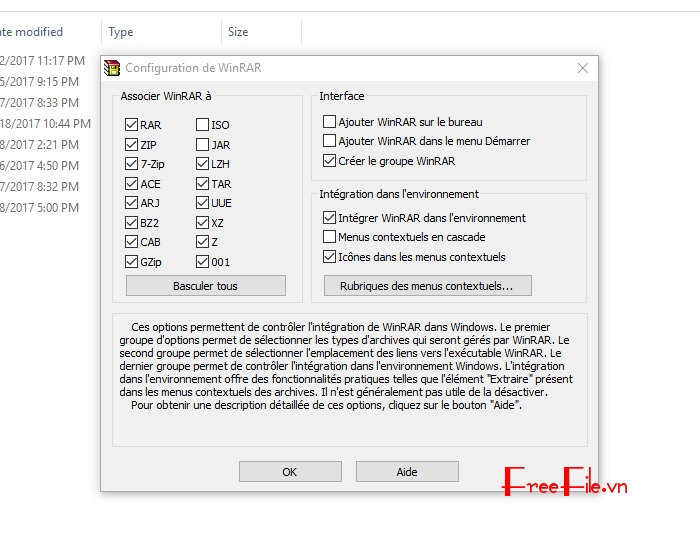 ate modified Type Size
2/2017 11:17 PM
5/2017 9:15 PM
7/2017 8:33 PM
18/2017 10:44 PM
8/2017 2:21 PM
6/2017 4:50 PM
7/2017 8:32 PM
8/2017 5:00 PM
Configuration de WinRAR
Associer WinRAR à
RAR ISO
ZIP JAR
7-Zip LZH
ACE TAR
ARJ UUE
BZ2 XZ
CAB Z
GZip 001
Basculer tous
Interface
Ajouter WinRAR sur le bureau
Ajouter WinRAR dans le menu Démarrer
Créer le groupe WinRAR
Intégration dans l'environnement
Intégrer WinRAR dans l'environnement
Menus contextuels en cascade
Icônes dans les menus contextuels
Rubriques des menus contextuels...
Ces options permettent de contrôler l'intégration de WinRAR dans Windows. Le premier
groupe d'options permet de sélectionner les types d'archives qui seront gérés par WinRAR. Le
second groupe permet de sélectionner l'emplacement des liens vers l'exécutable WinRAR. Le
dernier groupe permet de contrôler l'intégration dans l'environnement Windows. L'intégration
dans l'environnement offre des fonctionnalités pratiques telles que l'élément "Extraire" présent
dans les menus contextuels des archives. Il n'est généralement pas utile de la désactiver.
Pour obtenir une description détaillée de ces options, cliquez sur le bouton "Aide".
OK Aide
FreeFile.vn